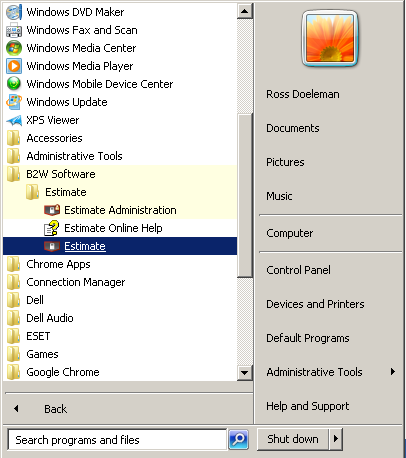 Windows DVD Maker
Windows Fax and Scan
Windows Media Center
Windows Media Player
Windows Mobile Device Center
Windows Update
XPS Viewer
Accessories
Administrative Tools
B2W Software
Estimate
Estimate Administration
Estimate Online Help
Estimate
Chrome Apps
Connection Manager
Dell
Dell Audio
ESET
Games
Google Chrome
Back
Search programs and files
Ross Doeleman
Documents
Pictures
Music
Computer
Control Panel
Devices and Printers
Default Programs
Administrative Tools
Help and Support
Shut down